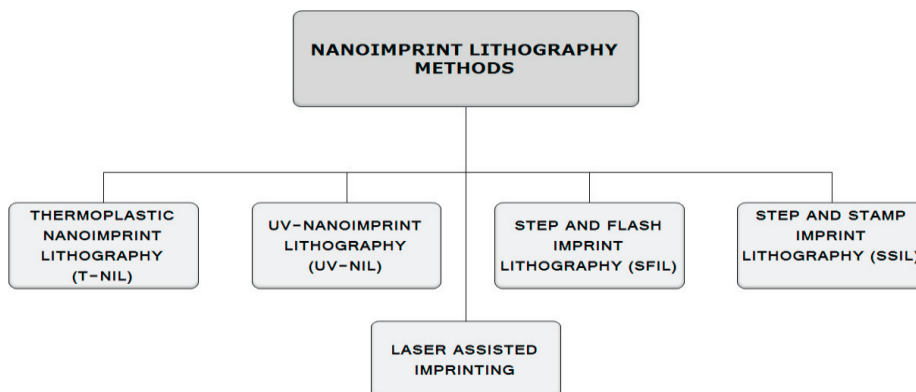 NANOIMPRINT LITHOGRAPHY
METHODS
THERMOPLASTIC
NANOIMPRINT
LITHOGRAPHY
(T-NIL)
UV-NANOIMPRINT
LITHOGRAPHY
(UV-NIL)
STEP AND FLASH
IMPRINT
LITHOGRAPHY (SFIL)
STEP AND STAMP
IMPRINT
LITHOGRAPHY (SSIL)
LASER ASSISTED
IMPRINTING